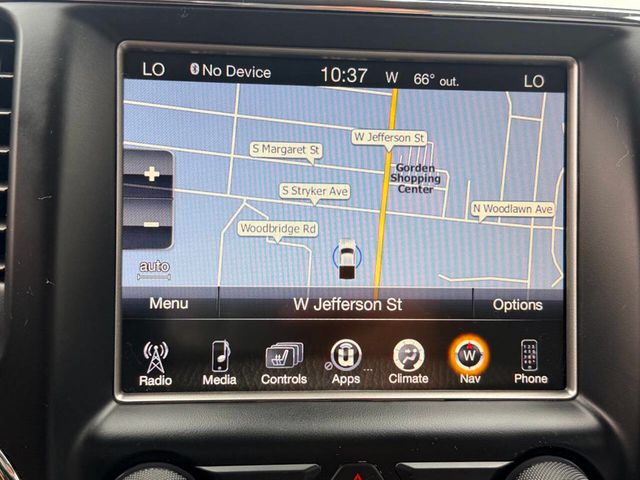 LO No Device 10:37 W 66° out. LO
W Jefferson St
S Margaret St
Gorden
Shopping
Center
S Stryker Ave
N Woodlawn Ave
Woodbridge Rd
+
-
auto
Menu W Jefferson St Options
W
Radio Media Controls Apps ... Climate Nav Phone